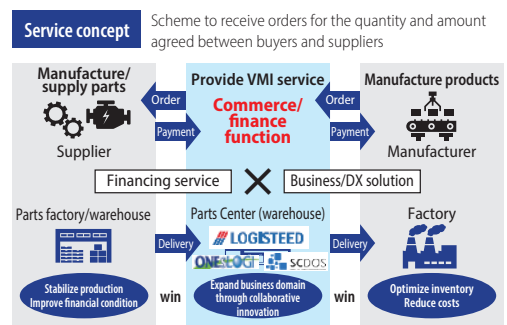 Service concept
Scheme to receive orders for the quantity and amount
agreed between buyers and suppliers
Manufacture/
supply parts
Order
Payment
Supplier
Provide VMI service
Commerce/
finance
function
Order
Payment
Manufacture products
Manufacturer
Financing service
Business/DX solution
Parts factory/warehouse
Delivery
Stabilize production
Improve financial condition
win
Parts Center (warehouse)
LOGISTEED
ONESLOGI
SCDOS
Expand business domain
through collaborative
innovation
Delivery
win
Factory
Optimize inventory
Reduce costs